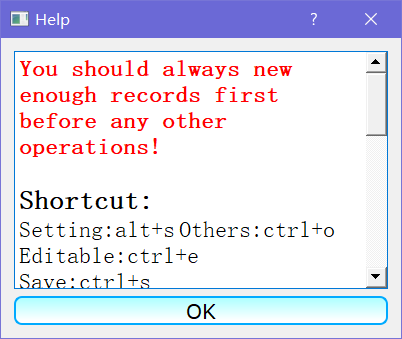 Help
You should always new
enough records first
before any other
operations!
Shortcut:
Setting:alt+s Others:ctrl+o
Editable:ctrl+e
Save:ctrl+s
OK